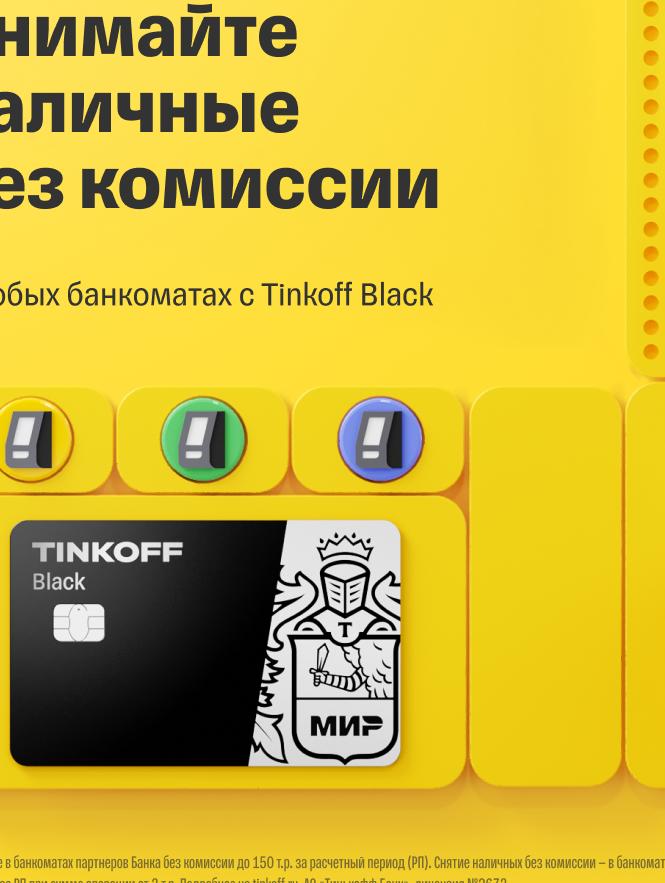 нимайте
аличные
ез комиссии
обых банкоматах с Tinkoff Black
TINKOFF
Black
Т
МИР
е в банкоматах партнеров Банка без комиссии до 150 т.р. за расчетный период (РП). Снятие наличных без комиссии – в банкомат